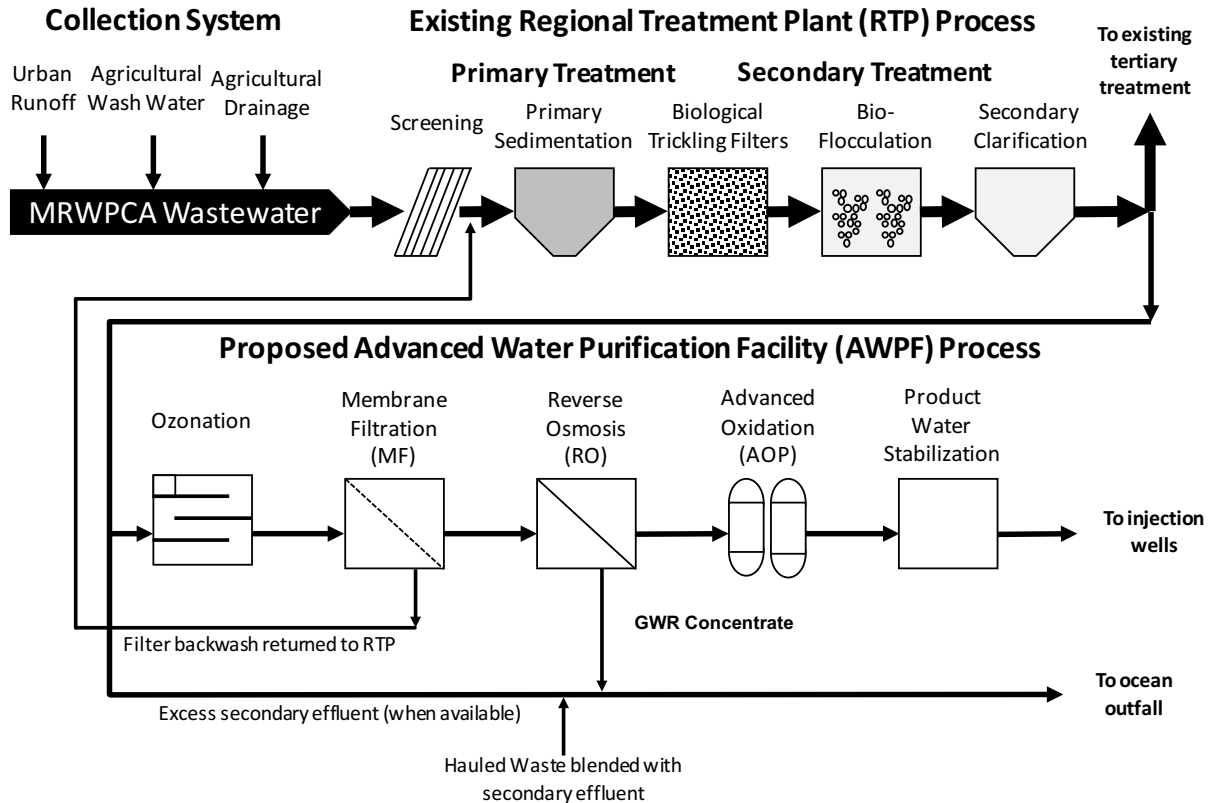 Collection System
Existing Regional Treatment Plant (RTP) Process
To existing
tertiary
treatment
Urban
Runoff
Agricultural
Wash Water
Agricultural
Drainage
Primary Treatment
Secondary Treatment
Screening
Primary
Sedimentation
Biological
Trickling Filters
Bio-
Flocculation
Secondary
Clarification
MRWPCA Wastewater
Proposed Advanced Water Purification Facility (AWPF) Process
Ozonation
Membrane
Filtration
(MF)
Reverse
Osmosis
(RO)
Advanced
Oxidation
(AOP)
Product
Water
Stabilization
To injection
wells
GWR Concentrate
Filter backwash returned to RTP
To ocean
outfall
Excess secondary effluent (when available)
Hauled Waste blended with
secondary effluent